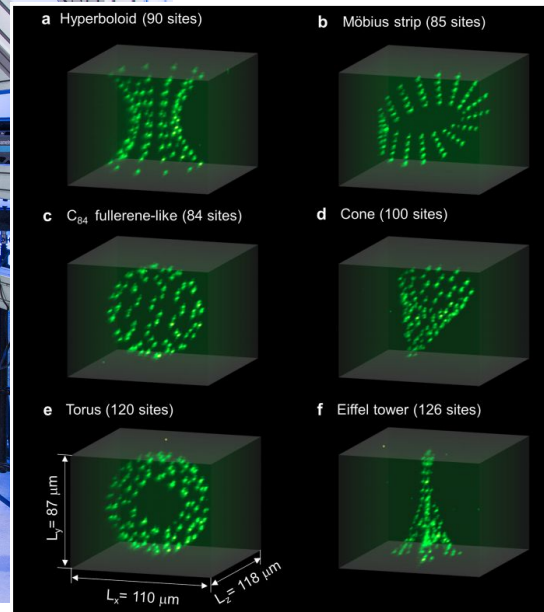 a Hyperboloid (90 sites)
b Möbius strip (85 sites)
c C₈₄ fullerene-like (84 sites)
d Cone (100 sites)
e Torus (120 sites)
f Eiffel tower (126 sites)
Ly= 87 μm
Lx= 110 μm
Lz= 118 μm